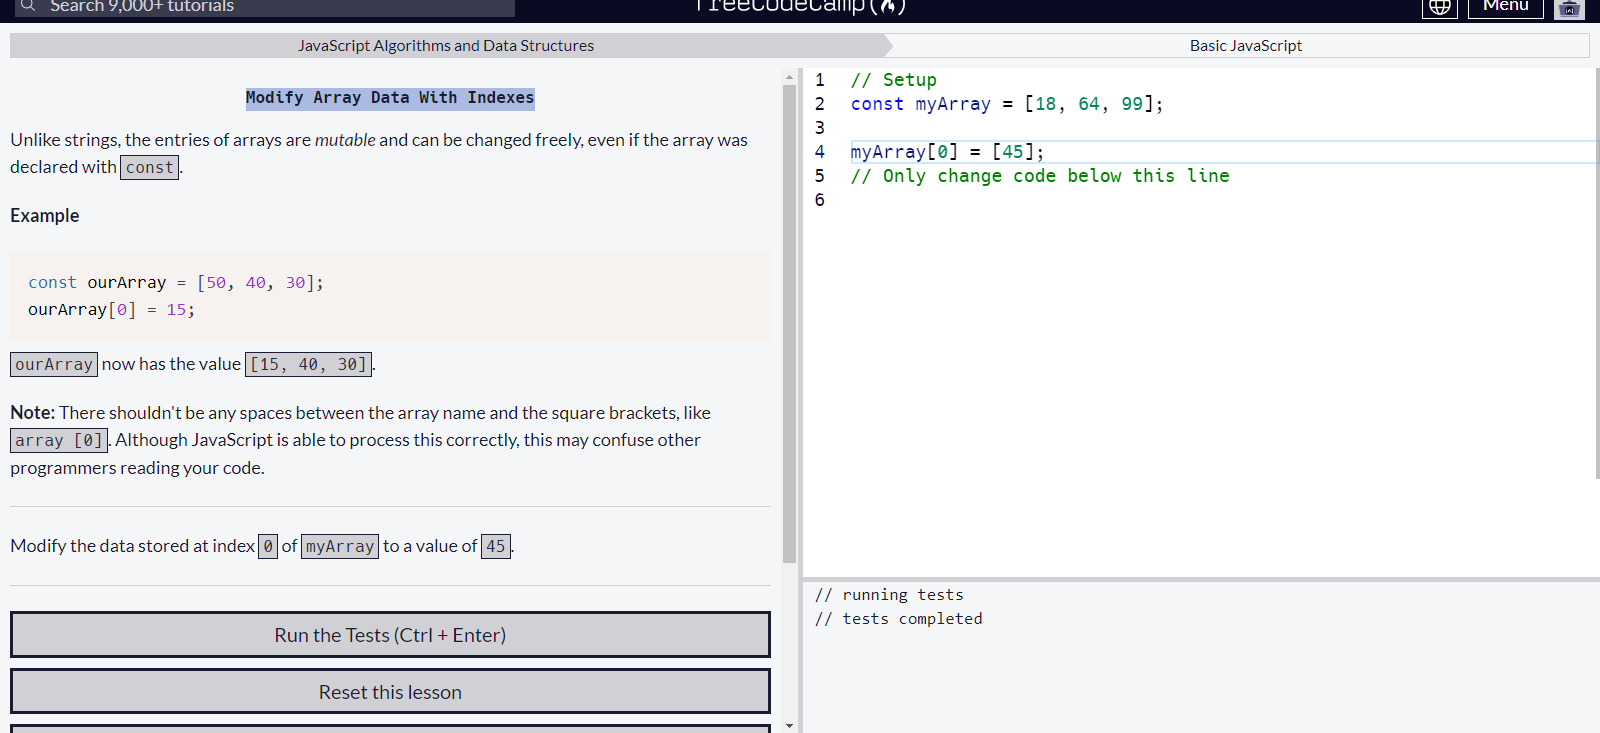 Search 9,000+ tutorials
freeCodeCamp
Menu
JavaScript Algorithms and Data Structures
Basic JavaScript
Modify Array Data With Indexes
Unlike strings, the entries of arrays are mutable and can be changed freely, even if the array was
declared with const.
Example
const ourArray = [50, 40, 30];
ourArray[0] = 15;
ourArray now has the value [15, 40, 30].
Note: There shouldn't be any spaces between the array name and the square brackets, like
array [0]. Although JavaScript is able to process this correctly, this may confuse other
programmers reading your code.
Modify the data stored at index 0 of myArray to a value of 45.
Run the Tests (Ctrl + Enter)
Reset this lesson
1 // Setup
2 const myArray = [18, 64, 99];
3
4 myArray[0] = [45];
5 // Only change code below this line
6
// running tests
// tests completed